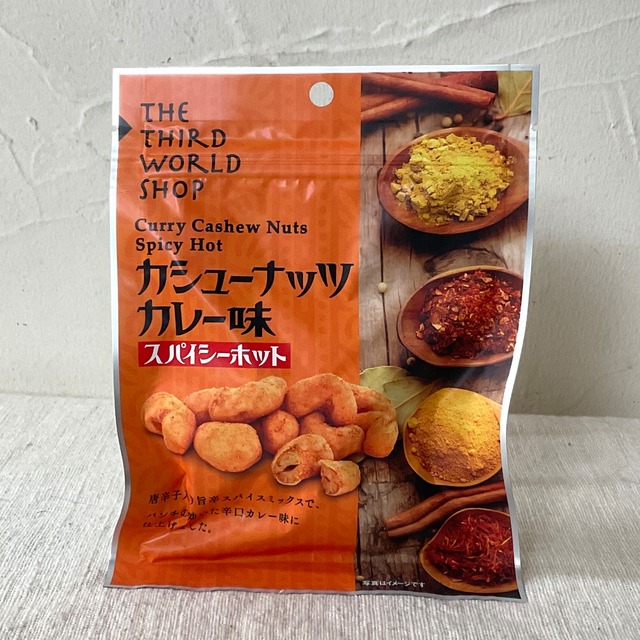 THE
THIRD
WORLD
SHOP
Curry Cashew Nuts
Spicy Hot
カシューナッツ
カレー味
スパイシーホット
唐辛子入り旨辛スパイスミックスで、
パンチの効いた辛口カレー味に
仕上げました。
写真はイメージです